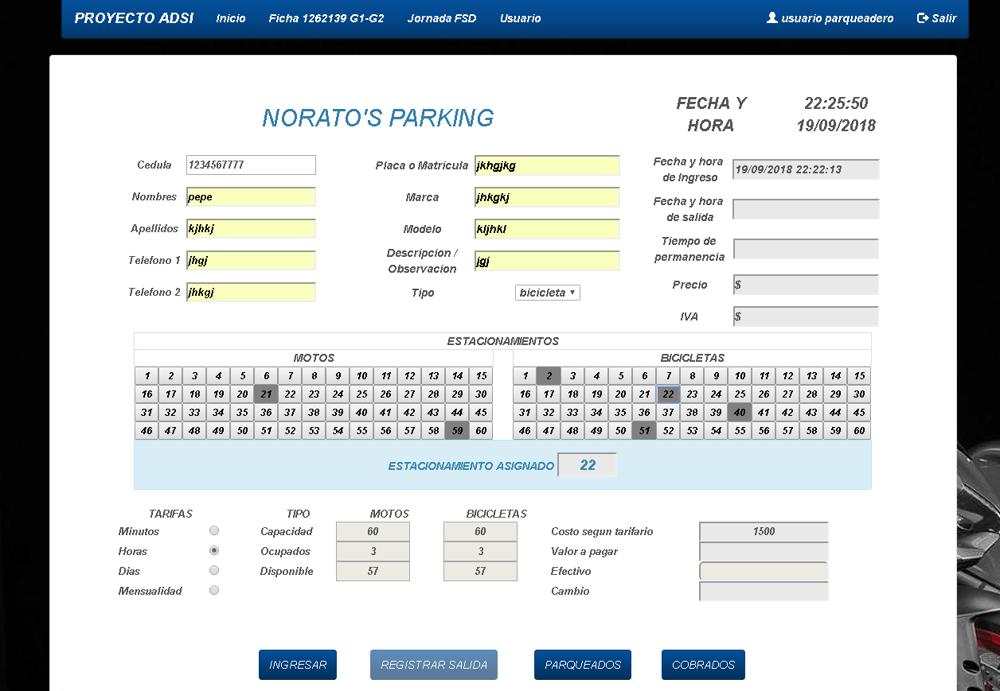 PROYECTO ADSI Inicio Ficha 1262139 G1-G2 Jornada FSD Usuario usuario parqueadero Salir
NORATO'S PARKING
FECHA Y HORA
22:25:50
19/09/2018
Cedula 1234567777
Nombres pepe
Apellidos kjhkj
Telefono 1 jhgj
Telefono 2 jhkgj
Placa o Matricula jkhgjkg
Marca jhkgkj
Modelo kljhkl
Descripcion / Observacion jgj
Tipo bicicleta
Fecha y hora de Ingreso 19/09/2018 22:22:13
Fecha y hora de salida
Tiempo de permanencia
Precio $
IVA $
ESTACIONAMIENTOS
MOTOS BICICLETAS
1 2 3 4 5 6 7 8 9 10 11 12 13 14 15 1 2 3 4 5 6 7 8 9 10 11 12 13 14 15
16 17 18 19 20 21 22 23 24 25 26 27 28 29 30 16 17 18 19 20 21 22 23 24 25 26 27 28 29 30
31 32 33 34 35 36 37 38 39 40 41 42 43 44 45 31 32 33 34 35 36 37 38 39 40 41 42 43 44 45
46 47 48 49 50 51 52 53 54 55 56 57 58 59 60 46 47 48 49 50 51 52 53 54 55 56 57 58 59 60
ESTACIONAMIENTO ASIGNADO 22
TARIFAS
Minutos
Horas
Dias
Mensualidad
TIPO MOTOS BICICLETAS
Capacidad 60 60
Ocupados 3 3
Disponible 57 57
Costo segun tarifario 1500
Valor a pagar
Efectivo
Cambio
INGRESAR REGISTRAR SALIDA PARQUEADOS COBRADOS